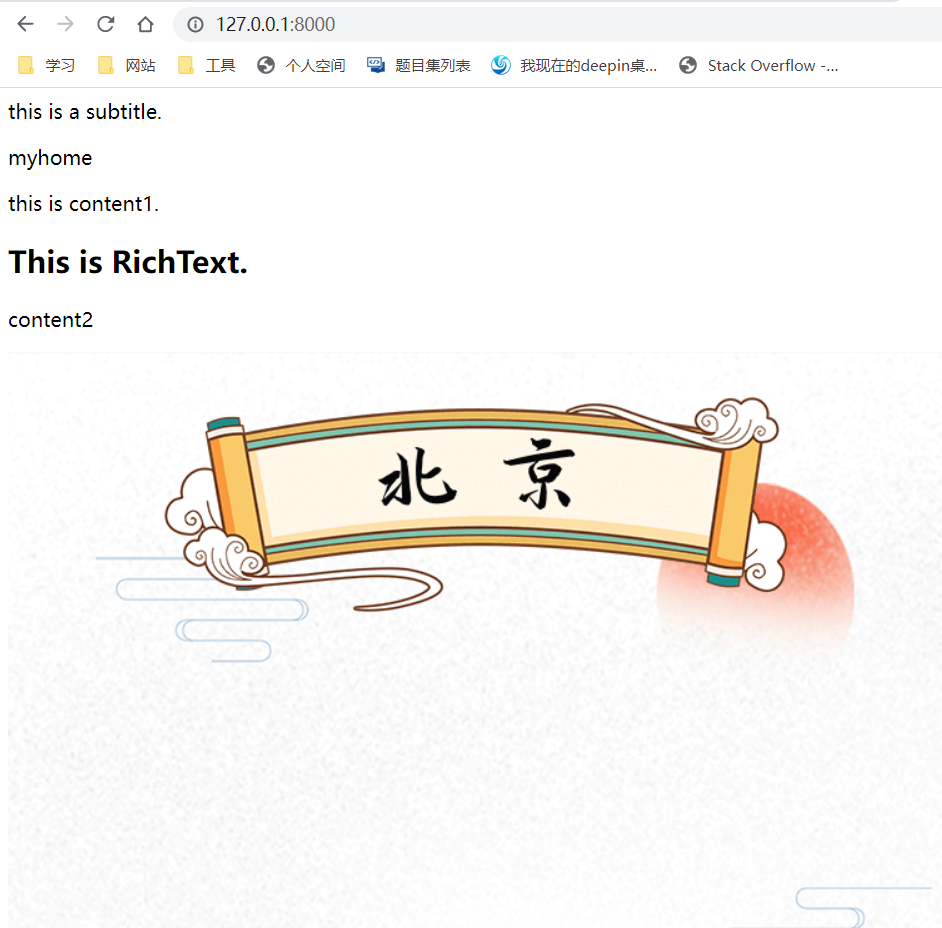 127.0.0.1:8000
学习 网站 工具 个人空间 题目集列表 我现在的deepin桌... Stack Overflow -...
this is a subtitle.
myhome
this is content1.
This is RichText.
content2
北 京